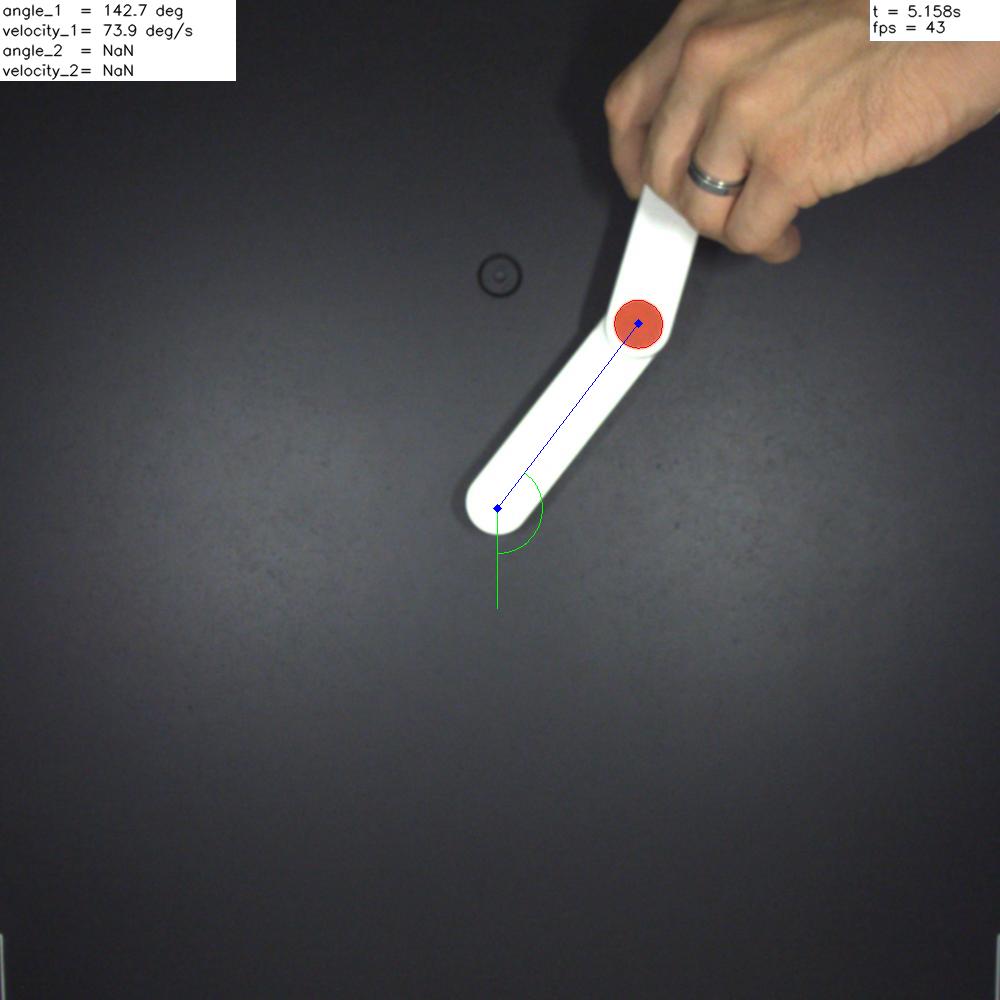 angle_1 = 142.7 deg
velocity_1= 73.9 deg/s
angle_2 = NaN
velocity_2= NaN
t = 5.158s
fps = 43